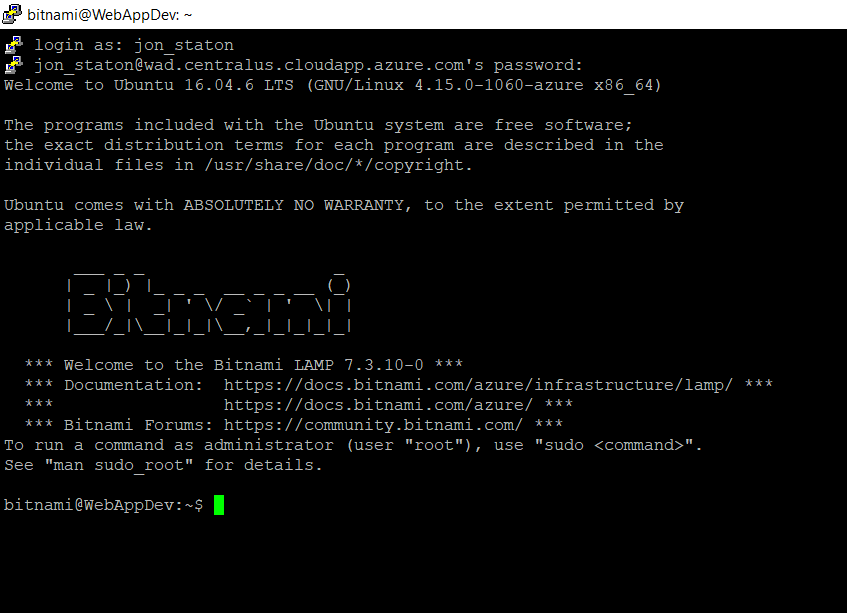 bitnami@WebAppDev: ~
login as: jon_staton
jon_staton@wad.centralus.cloudapp.azure.com's password:
Welcome to Ubuntu 16.04.6 LTS (GNU/Linux 4.15.0-1060-azure x86_64)
The programs included with the Ubuntu system are free software;
the exact distribution terms for each program are described in the
individual files in /usr/share/doc/*/copyright.
Ubuntu comes with ABSOLUTELY NO WARRANTY, to the extent permitted by
applicable law.
Bitnami
*** Welcome to the Bitnami LAMP 7.3.10-0 ***
*** Documentation:  https://docs.bitnami.com/azure/infrastructure/lamp/ ***
***                 https://docs.bitnami.com/azure/ ***
*** Bitnami Forums: https://community.bitnami.com/ ***
To run a command as administrator (user "root"), use "sudo <command>".
See "man sudo_root" for details.
bitnami@WebAppDev:~$